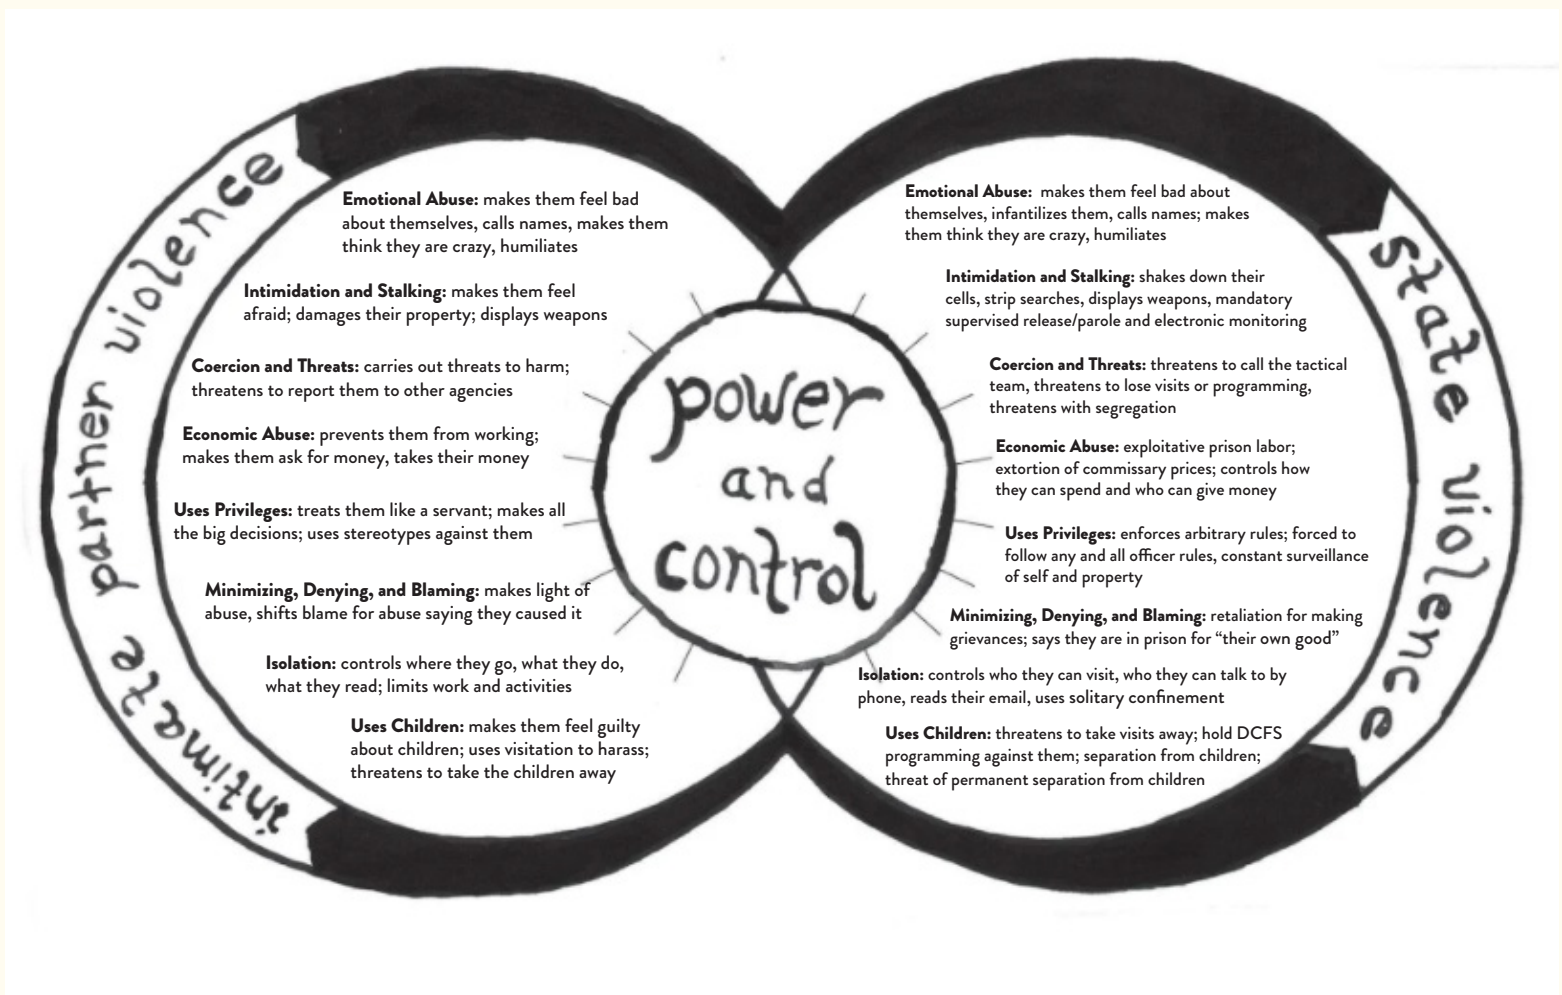 intimate partner violence
Emotional Abuse: makes them feel bad
about themselves, calls names, makes them
think they are crazy, humiliates
Intimidation and Stalking: makes them feel
afraid; damages their property; displays weapons
Coercion and Threats: carries out threats to harm;
threatens to report them to other agencies
Economic Abuse: prevents them from working;
makes them ask for money, takes their money
Uses Privileges: treats them like a servant; makes all
the big decisions; uses stereotypes against them
Minimizing, Denying, and Blaming: makes light of
abuse, shifts blame for abuse saying they caused it
Isolation: controls where they go, what they do,
what they read; limits work and activities
Uses Children: makes them feel guilty
about children; uses visitation to harass;
threatens to take the children away
power
and
control
Emotional Abuse: makes them feel bad about
themselves, infantilizes them, calls names; makes
them think they are crazy, humiliates
Intimidation and Stalking: shakes down their
cells, strip searches, displays weapons, mandatory
supervised release/parole and electronic monitoring
Coercion and Threats: threatens to call the tactical
team, threatens to lose visits or programming,
threatens with segregation
Economic Abuse: exploitative prison labor;
extortion of commissary prices; controls how
they can spend and who can give money
Uses Privileges: enforces arbitrary rules; forced to
follow any and all officer rules, constant surveillance
of self and property
Minimizing, Denying, and Blaming: retaliation for making
grievances; says they are in prison for “their own good”
Isolation: controls who they can visit, who they can talk to by
phone, reads their email, uses solitary confinement
Uses Children: threatens to take visits away; hold DCFS
programming against them; separation from children;
threat of permanent separation from children
state violence